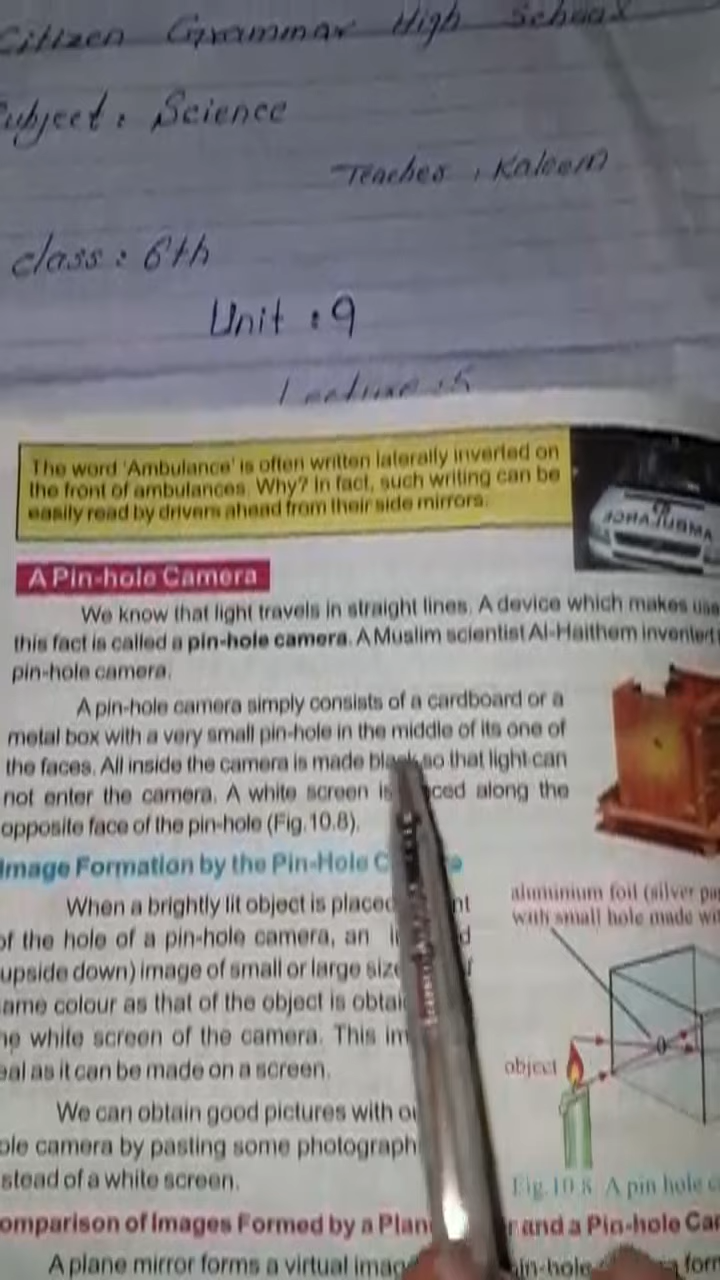 Citizen Grammar High School
Subject : Science
Teacher : Kaleem
class : 6th
Unit : 9
Lecture : 5
The word 'Ambulance' is often written laterally inverted on
the front of ambulances. Why? In fact, such writing can be
easily read by drivers ahead from their side mirrors.
A Pin-hole Camera
We know that light travels in straight lines. A device which makes use
this fact is called a pin-hole camera. A Muslim scientist Al-Haithem invented
pin-hole camera.
A pin-hole camera simply consists of a cardboard or a
metal box with a very small pin-hole in the middle of its one of
the faces. All inside the camera is made black so that light can
not enter the camera. A white screen is along the
opposite face of the pin-hole (Fig.10.8).
Image Formation by the Pin-Hole
When a brightly lit object is placed
of the hole of a pin-hole camera, an
upside down) image of small or large size
same colour as that of the object is
the white screen of the camera. This
real as it can be made on a screen.
We can obtain good pictures with
hole camera by pasting some
stead of a white screen.
aluminium foil (silver
with small hole made
object
Fig.10.8 A pin hole
Comparison of Images Formed by a Plane and a Pin-hole
A plane mirror forms a virtual